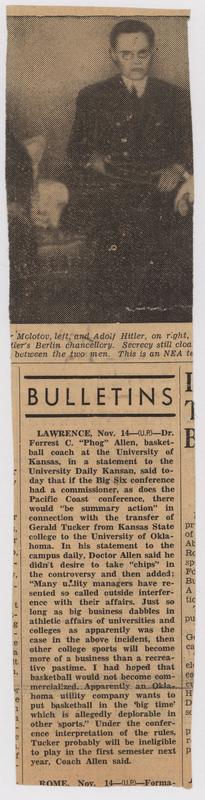 Molotov, left, and Adolf Hitler, on right,
tler's Berlin chancellory. Secrecy still cloa
between the two men. This is an NEA te
BULLETINS
LAWRENCE, Nov. 14—(U.P.)—Dr.
Forrest C. "Phog" Allen, basket-
ball coach at the University of
Kansas, in a statement to the
University Daily Kansan, said to-
day that if the Big Six conference
had a commissioner, as does the
Pacific Coast conference, there
would "be summary action" in
connection with the transfer of
Gerald Tucker from Kansas State
college to the University of Okla-
homa. In his statement to the
campus daily, Doctor Allen said he
didn't desire to take "chips" in
the controversy and then added:
"Many utility managers have re-
sented so called outside interfer-
ence with their affairs. Just so
long as big business dabbles in
athletic affairs of universities and
colleges as apparently was the
case in the above incident, then
other college sports will become
more of a business than a recrea-
tive pastime. I had hoped that
basketball would not become com-
mercialized. Apparently an Okla-
homa utility company wants to
put basketball in the 'big time'
which is allegedly deplorable in
other sports." Under the confer-
ence interpretation of the rules,
Tucker probably will be ineligible
to play in the first semester next
year, Coach Allen said.
ROME, Nov. 14—(U.P.)—Forma-